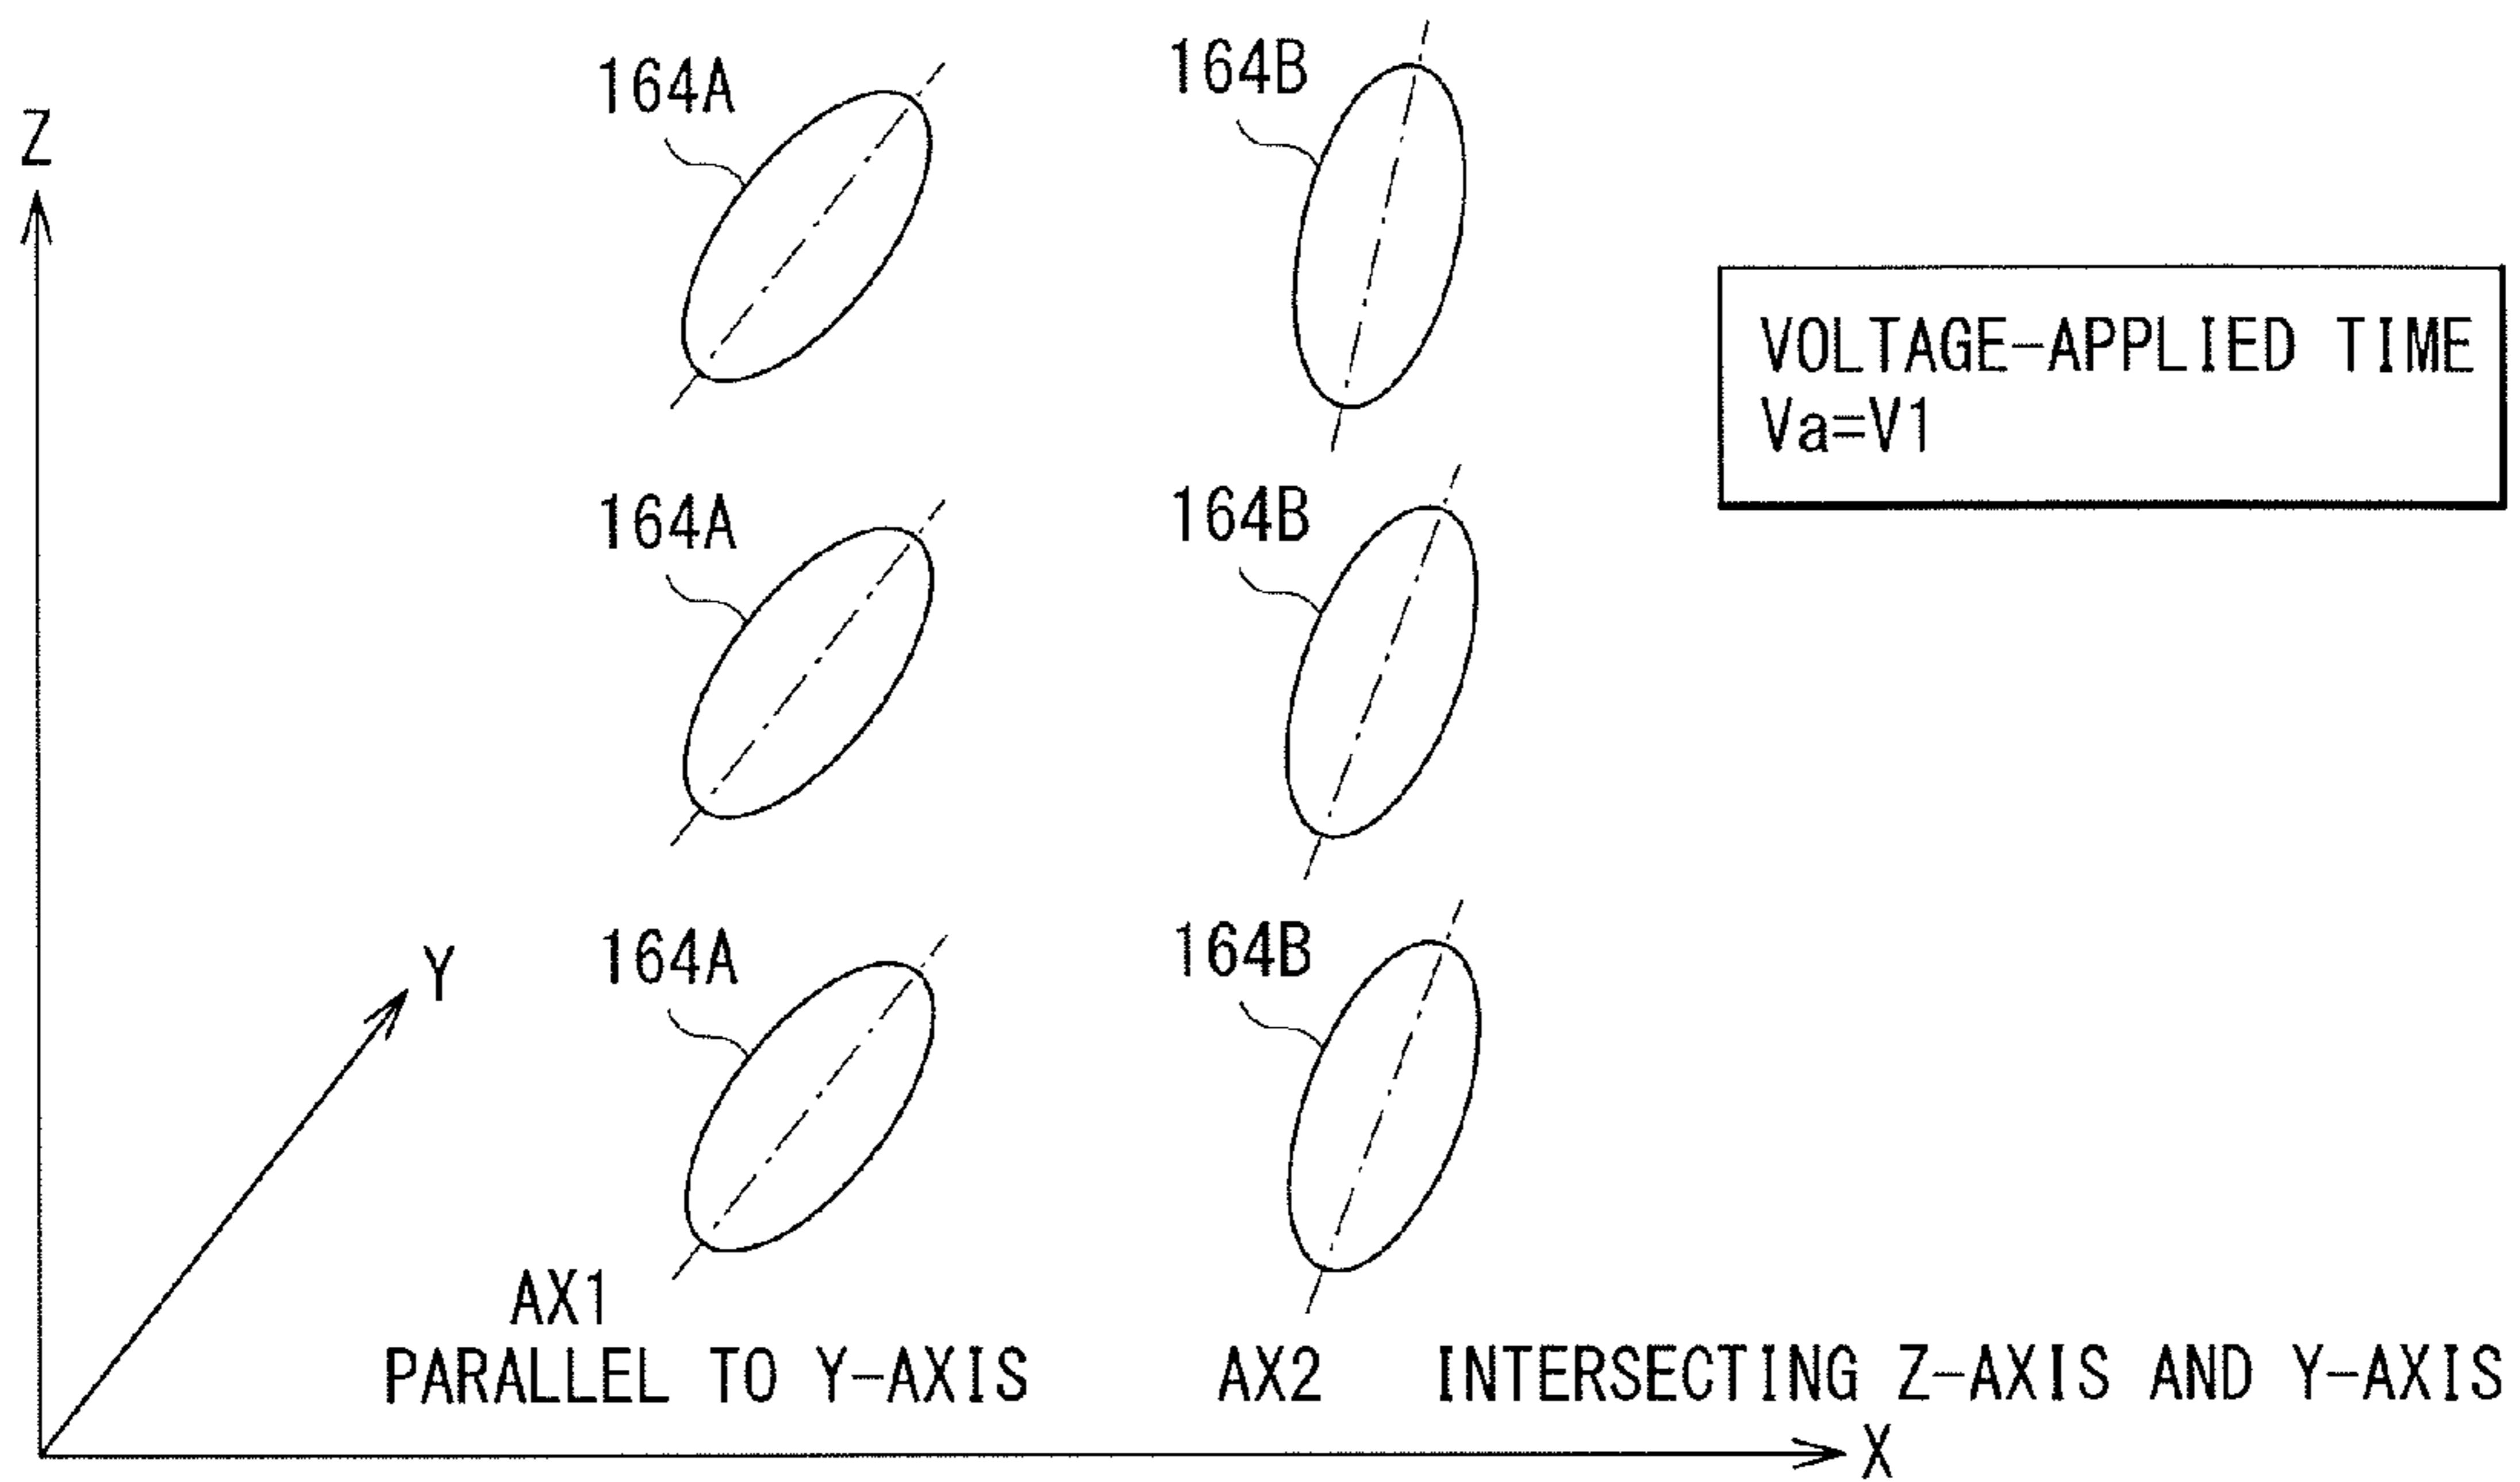 164A
164B
Z
VOLTAGE-APPLIED TIME
Va=V1
164A
164B
164A
164B
Y
AX1
PARALLEL TO Y-AXIS
AX2
INTERSECTING Z-AXIS AND Y-AXIS
X